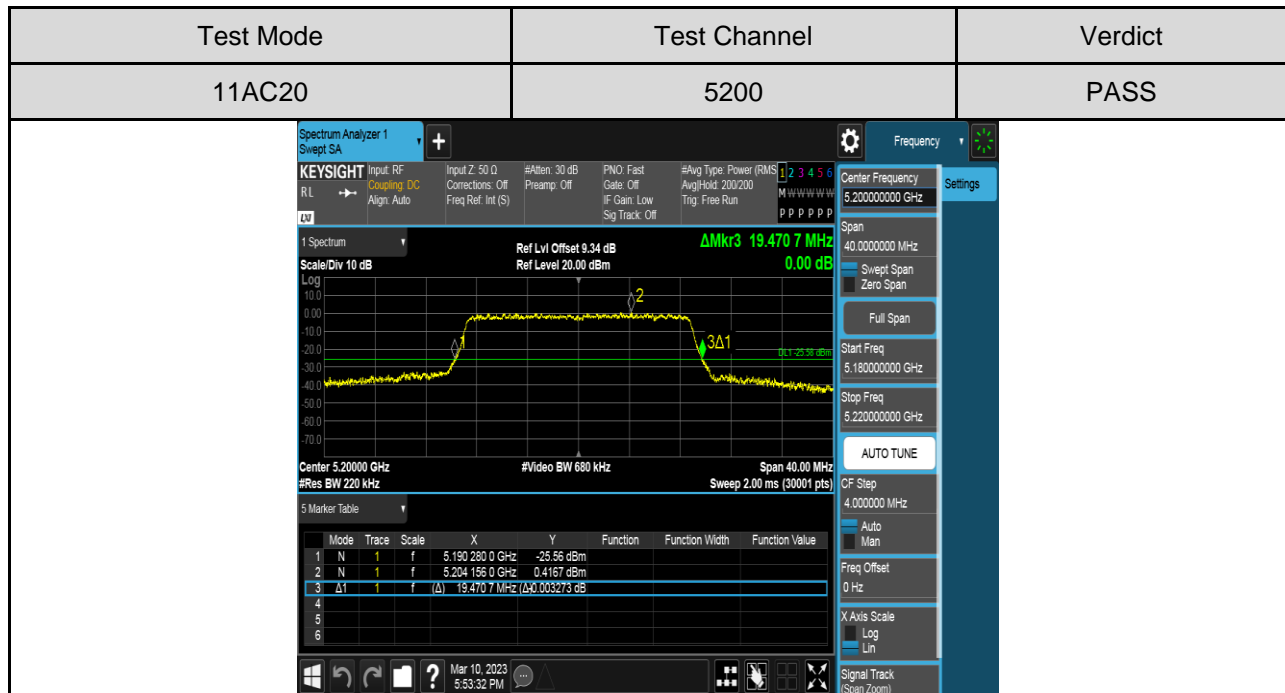 Test Mode Test Channel Verdict
11AC20 5200 PASS
Spectrum Analyzer 1
Swept SA
+
Frequency
Settings
KEYSIGHT Input: RF Input Z: 50 Ω #Atten: 30 dB PNO: Fast #Avg Type: Power (RMS 1 2 3 4 5 6
RL Coupling: DC Corrections: Off Preamp: Off Gate: Off Avg|Hold: 200/200 M W W W W W
Align: Auto Freq Ref: Int (S) IF Gain: Low Trig: Free Run
LXI Sig Track: Off P P P P P P
1 Spectrum Ref Lvl Offset 9.34 dB ΔMkr3 19.470 7 MHz
Scale/Div 10 dB Ref Level 20.00 dBm 0.00 dB
Log
10.0
0.00
-10.0
-20.0
-30.0
-40.0
-50.0
-60.0
-70.0
1
2
3Δ1
DL1 -25.58 dBm
Center 5.20000 GHz #Video BW 680 kHz Span 40.00 MHz
#Res BW 220 kHz Sweep 2.00 ms (30001 pts)
5 Marker Table
Mode Trace Scale X Y Function Function Width Function Value
1 N 1 f 5.190 280 0 GHz -25.56 dBm
2 N 1 f 5.204 156 0 GHz 0.4167 dBm
3 Δ1 1 f (Δ) 19.470 7 MHz (Δ) -0.003273 dB
4
5
6
Mar 10, 2023
5:53:32 PM
Center Frequency
5.200000000 GHz
Span
40.0000000 MHz
Swept Span
Zero Span
Full Span
Start Freq
5.180000000 GHz
Stop Freq
5.220000000 GHz
AUTO TUNE
CF Step
4.000000 MHz
Auto
Man
Freq Offset
0 Hz
X Axis Scale
Log
Lin
Signal Track
(Span Zoom)